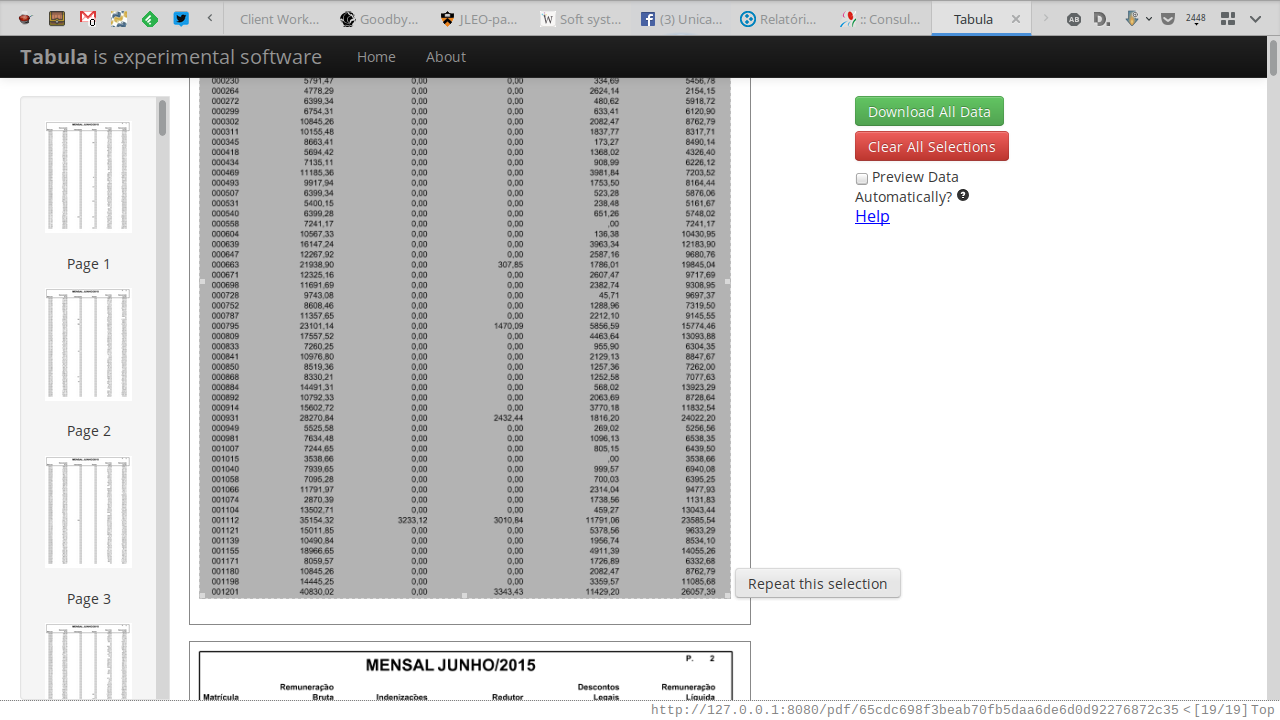 Client Work... Goodby... JLEO-pa... Soft syst... (3) Unica... Relatóri... :: Consul... Tabula 2448
Tabula is experimental software Home About
Page 1
Page 2
Page 3
000230 5791,47 0,00 0,00 334,69 5456,78
000264 4778,29 0,00 0,00 2624,14 2154,15
000272 6399,34 0,00 0,00 480,62 5918,72
000299 6754,31 0,00 0,00 633,41 6120,90
000302 10845,26 0,00 0,00 2082,47 8762,79
000311 10155,48 0,00 0,00 1837,77 8317,71
000345 8663,41 0,00 0,00 173,27 8490,14
000418 5694,42 0,00 0,00 1368,02 4326,40
000434 7135,11 0,00 0,00 908,99 6226,12
000469 11185,36 0,00 0,00 3981,84 7203,52
000493 9917,94 0,00 0,00 1753,50 8164,44
000507 6399,34 0,00 0,00 523,28 5876,06
000531 5400,15 0,00 0,00 238,48 5161,67
000540 6399,28 0,00 0,00 651,26 5748,02
000558 7241,17 0,00 0,00 ,00 7241,17
000604 10567,33 0,00 0,00 136,38 10430,95
000639 16147,24 0,00 0,00 3963,34 12183,90
000647 12267,92 0,00 0,00 2587,16 9680,76
000663 21938,90 0,00 307,85 1786,01 19845,04
000671 12325,16 0,00 0,00 2607,47 9717,69
000698 11691,69 0,00 0,00 2382,74 9308,95
000728 9743,08 0,00 0,00 45,71 9697,37
000752 8608,46 0,00 0,00 1288,96 7319,50
000787 11357,65 0,00 0,00 2212,10 9145,55
000795 23101,14 0,00 1470,09 5856,59 15774,46
000809 17557,52 0,00 0,00 4463,64 13093,88
000833 7260,25 0,00 0,00 955,90 6304,35
000841 10976,80 0,00 0,00 2129,13 8847,67
000850 8519,36 0,00 0,00 1257,36 7262,00
000868 8330,21 0,00 0,00 1252,58 7077,63
000884 14491,31 0,00 0,00 568,02 13923,29
000892 10792,33 0,00 0,00 2063,69 8728,64
000914 15602,72 0,00 0,00 3770,18 11832,54
000931 28270,84 0,00 2432,44 1816,20 24022,20
000949 5525,58 0,00 0,00 269,02 5256,56
000981 7634,48 0,00 0,00 1096,13 6538,35
001007 7244,65 0,00 0,00 805,15 6439,50
001015 3538,66 0,00 0,00 ,00 3538,66
001040 7939,65 0,00 0,00 999,57 6940,08
001058 7095,28 0,00 0,00 700,03 6395,25
001066 11791,97 0,00 0,00 2314,04 9477,93
001074 2870,39 0,00 0,00 1738,56 1131,83
001104 13502,71 0,00 0,00 459,27 13043,44
001112 35154,32 3233,12 3010,84 11791,06 23585,54
001121 15011,85 0,00 0,00 5378,56 9633,29
001139 10490,84 0,00 0,00 1956,74 8534,10
001155 18966,65 0,00 0,00 4911,39 14055,26
001171 8059,57 0,00 0,00 1726,89 6332,68
001180 10845,26 0,00 0,00 2082,47 8762,79
001198 14445,25 0,00 0,00 3359,57 11085,68
001201 40830,02 0,00 3343,43 11429,20 26057,39
Repeat this selection
MENSAL JUNHO/2015 P. 2
Remuneração Descontos Remuneração
Matrícula Bruta Indenizações Redutor Legais Líquida
Download All Data
Clear All Selections
Preview Data
Automatically?
Help
http://127.0.0.1:8080/pdf/65cdc698f3beab70fb5daa6de6d0d92276872c35 < [19/19] Top